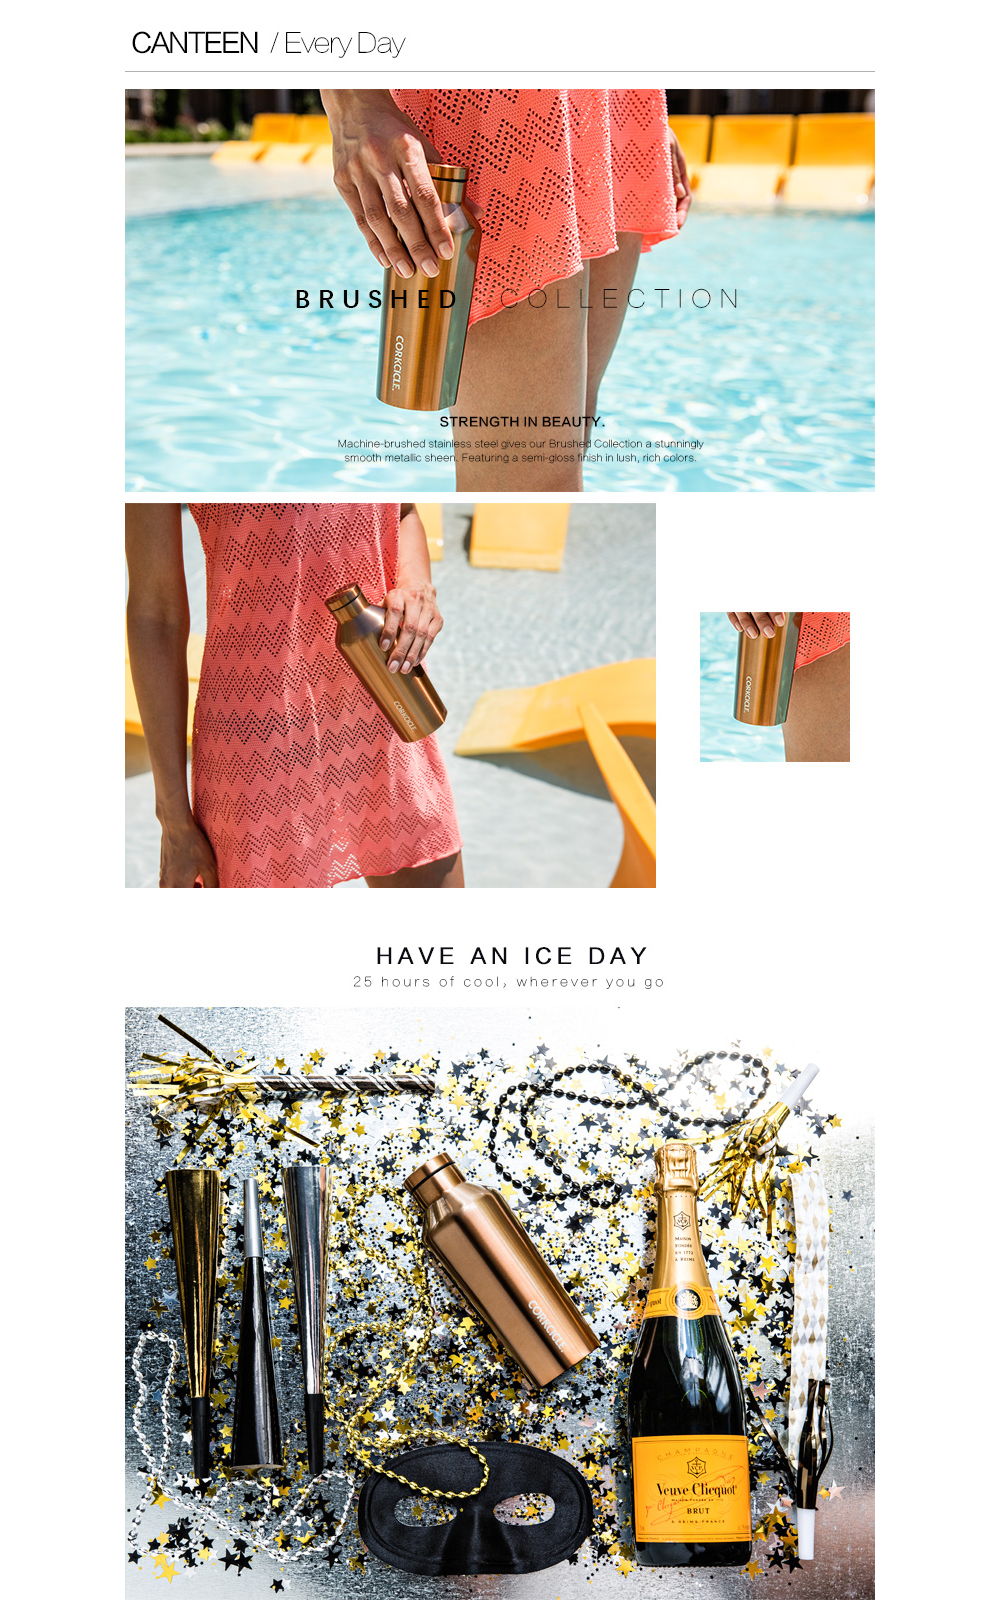 CANTEEN / Every Day
BRUSHED COLLECTION
CORKCICLE.
STRENGTH IN BEAUTY.
Machine-brushed stainless steel gives our Brushed Collection a stunningly
smooth metallic sheen. Featuring a semi-gloss finish in lush, rich colors.
CORKCICLE.
CORKCICLE.
HAVE AN ICE DAY
25 hours of cool, wherever you go
CORKCICLE.
CHAMPAGNE
Veuve Clicquot
BRUT
A REIMS FRANCE